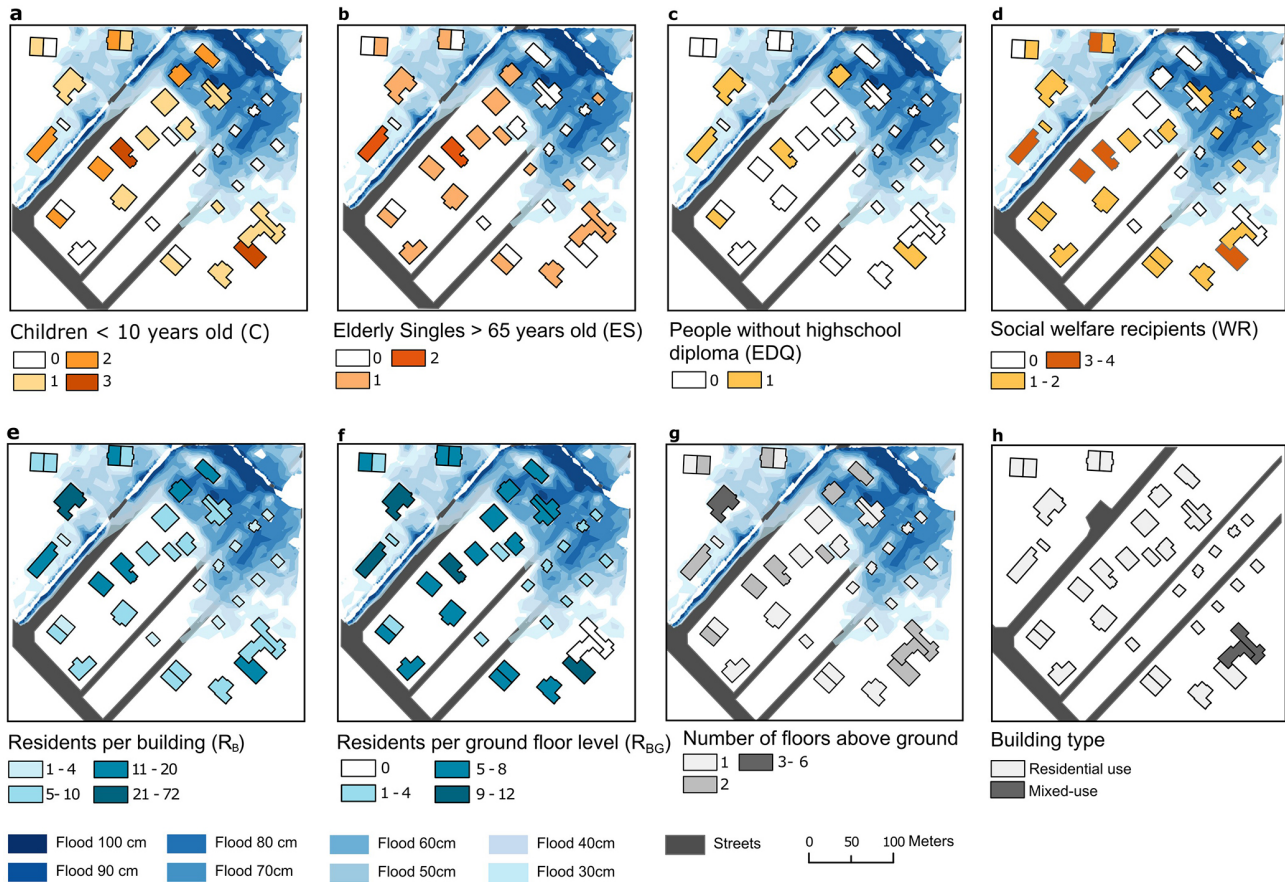 a
b
c
d
Children < 10 years old (C)
0 2
1 3
Elderly Singles > 65 years old (ES)
0 2
1
People without highschool
diploma (EDQ)
0 1
Social welfare recipients (WR)
0 3 - 4
1 - 2
e
f
g
h
Residents per building (RB)
1 - 4 11 - 20
5- 10 21 - 72
Residents per ground floor level (RBG)
0 5 - 8
1 - 4 9 - 12
Number of floors above ground
1 3- 6
2
Building type
Residential use
Mixed-use
Flood 100 cm Flood 80 cm Flood 60cm Flood 40cm Streets 0 50 100 Meters
Flood 90 cm Flood 70cm Flood 50cm Flood 30cm